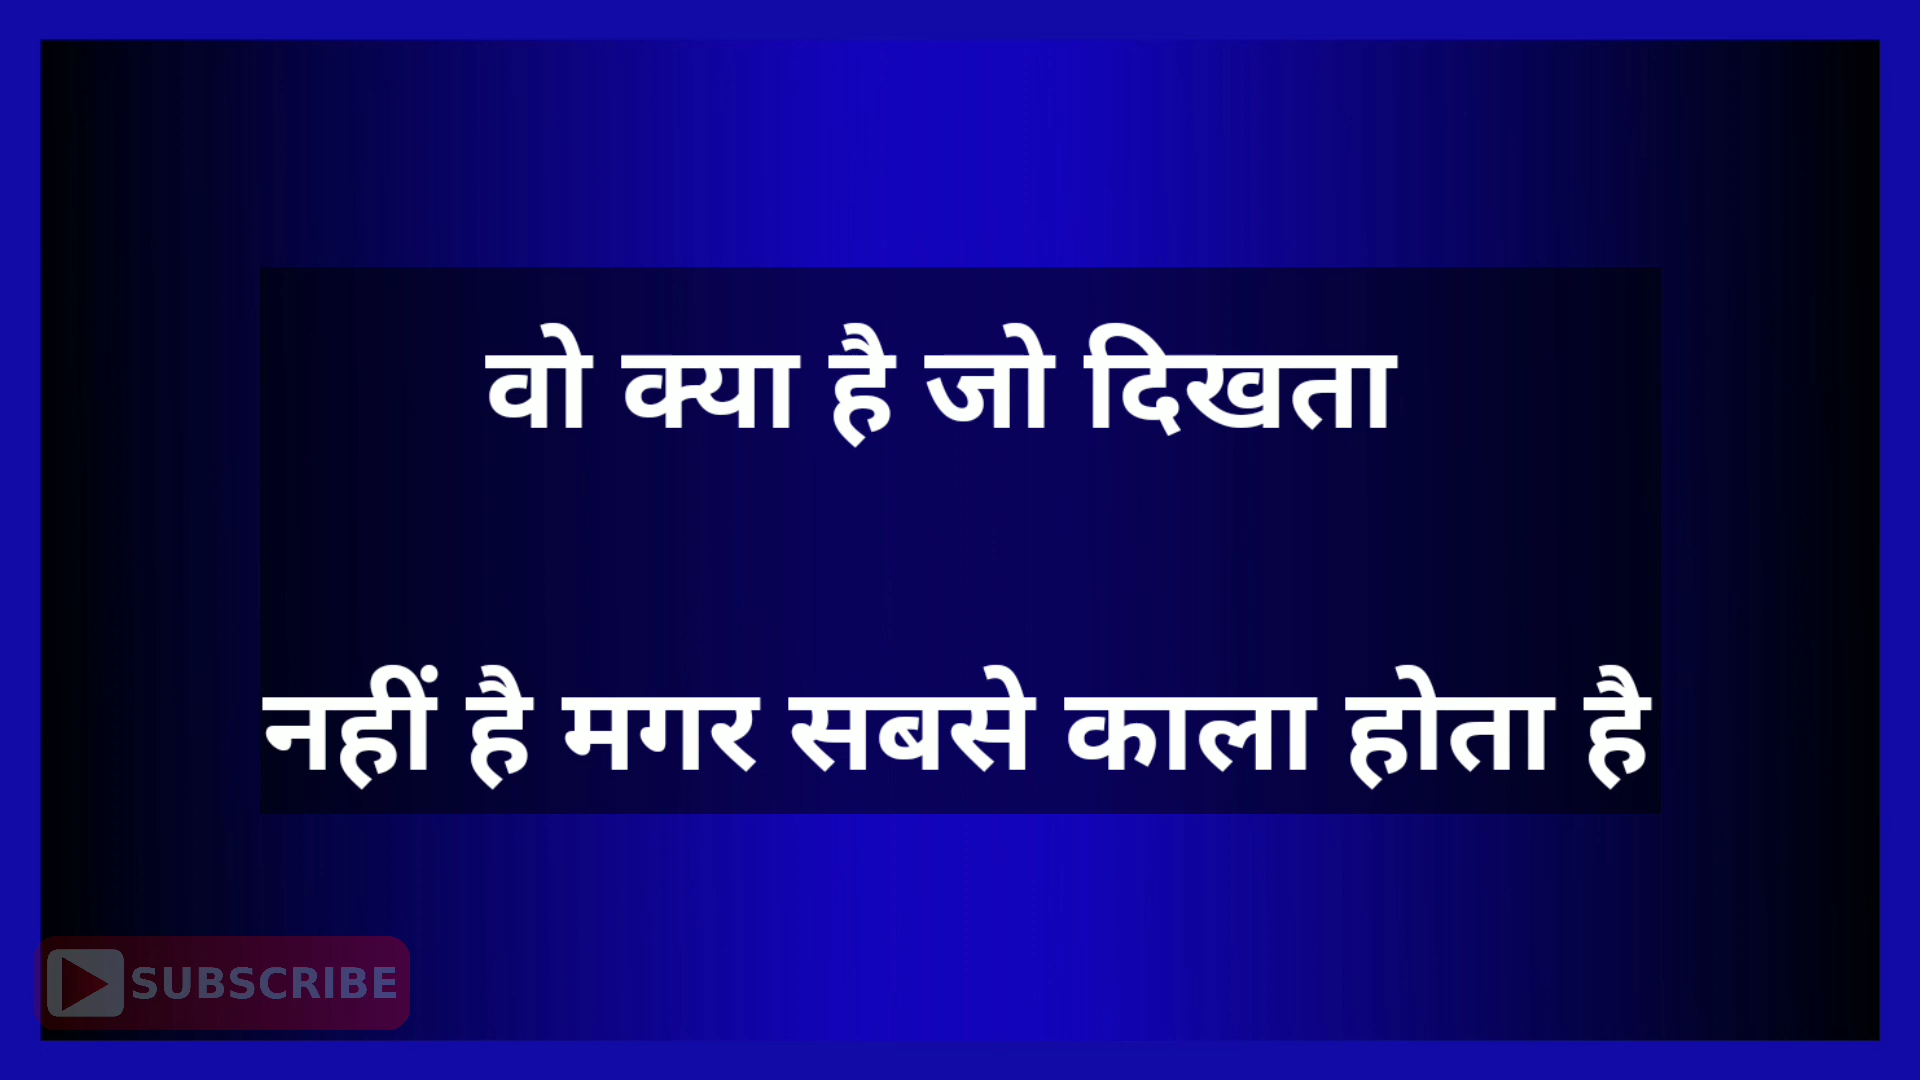 वो क्या है जो दिखता
नहीं है मगर सबसे काला होता है
SUBSCRIBE